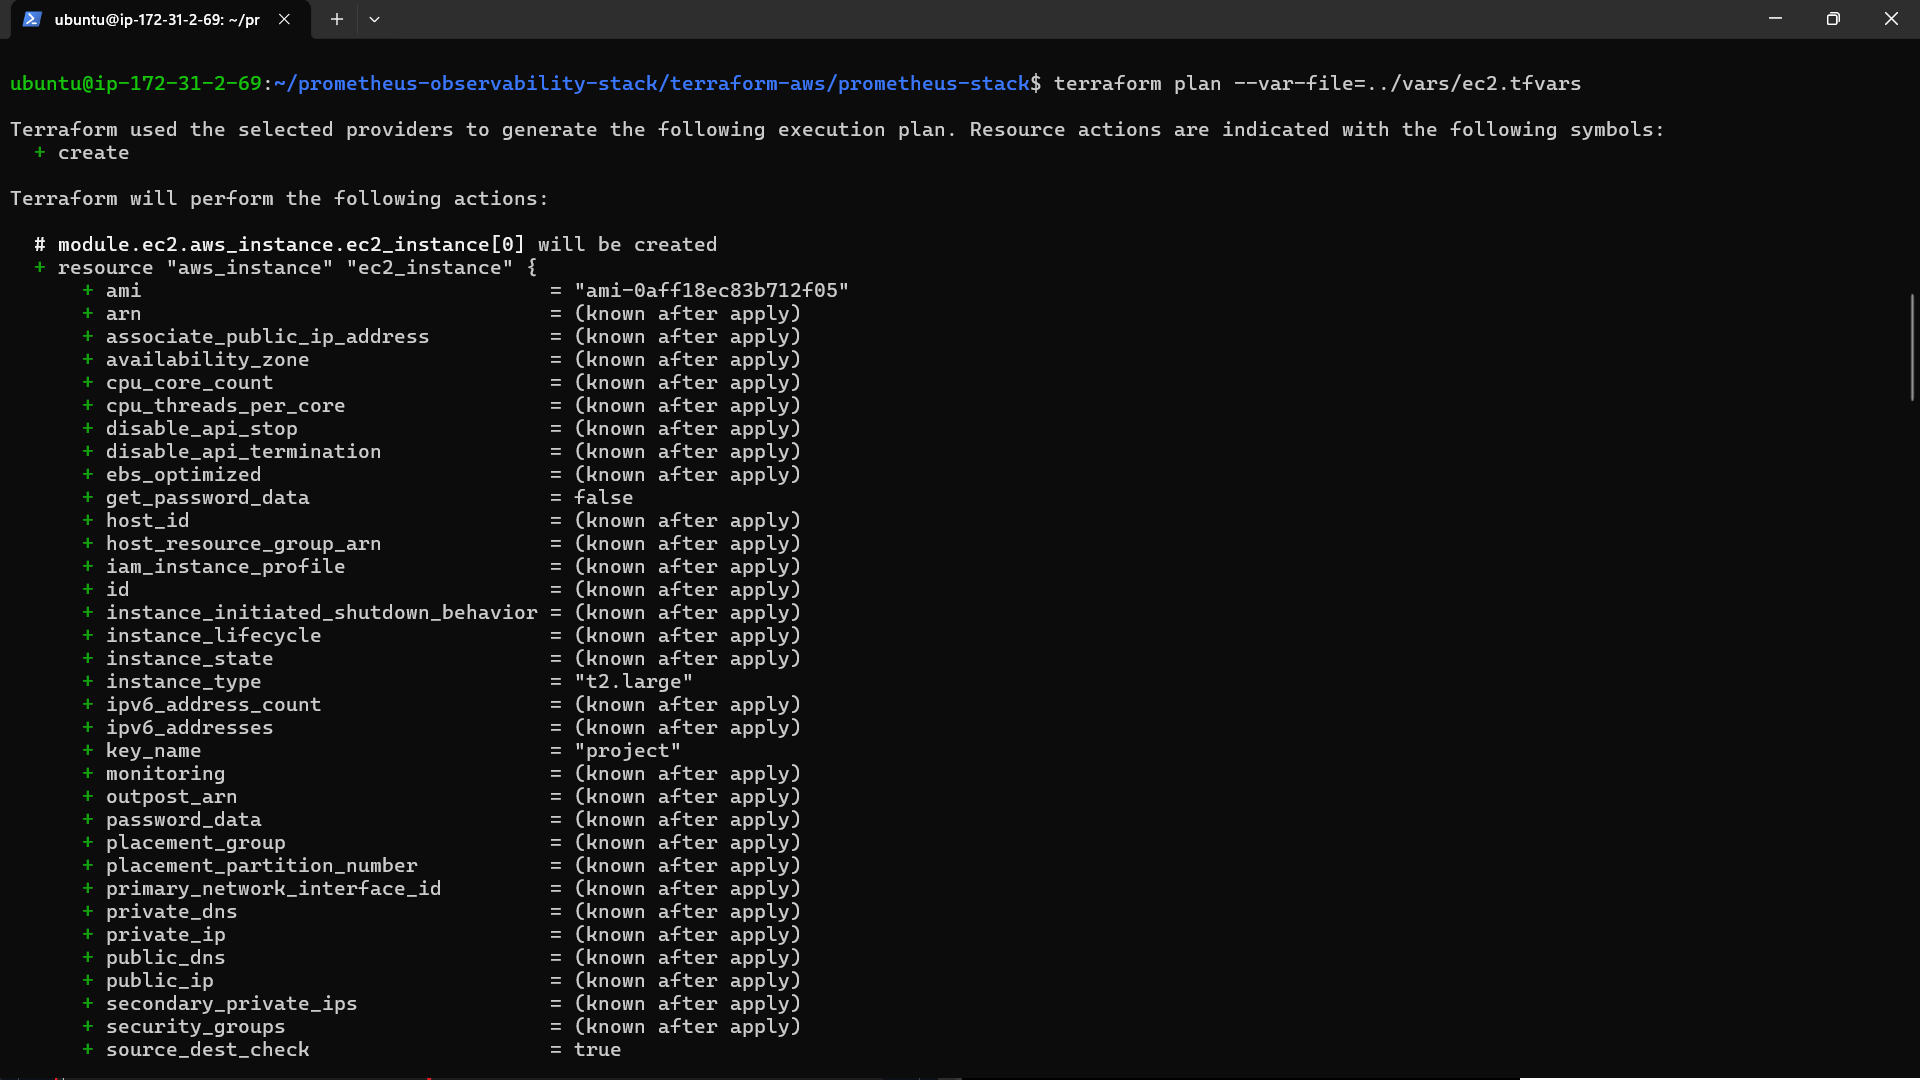 ubuntu@ip-172-31-2-69: ~/pr
ubuntu@ip-172-31-2-69:~/prometheus-observability-stack/terraform-aws/prometheus-stack$ terraform plan --var-file=../vars/ec2.tfvars
Terraform used the selected providers to generate the following execution plan. Resource actions are indicated with the following symbols:
  + create
Terraform will perform the following actions:
  # module.ec2.aws_instance.ec2_instance[0] will be created
  + resource "aws_instance" "ec2_instance" {
      + ami                                  = "ami-0aff18ec83b712f05"
      + arn                                  = (known after apply)
      + associate_public_ip_address          = (known after apply)
      + availability_zone                    = (known after apply)
      + cpu_core_count                       = (known after apply)
      + cpu_threads_per_core                 = (known after apply)
      + disable_api_stop                     = (known after apply)
      + disable_api_termination              = (known after apply)
      + ebs_optimized                        = (known after apply)
      + get_password_data                    = false
      + host_id                              = (known after apply)
      + host_resource_group_arn              = (known after apply)
      + iam_instance_profile                 = (known after apply)
      + id                                   = (known after apply)
      + instance_initiated_shutdown_behavior = (known after apply)
      + instance_lifecycle                   = (known after apply)
      + instance_state                       = (known after apply)
      + instance_type                        = "t2.large"
      + ipv6_address_count                   = (known after apply)
      + ipv6_addresses                       = (known after apply)
      + key_name                             = "project"
      + monitoring                           = (known after apply)
      + outpost_arn                          = (known after apply)
      + password_data                        = (known after apply)
      + placement_group                      = (known after apply)
      + placement_partition_number           = (known after apply)
      + primary_network_interface_id         = (known after apply)
      + private_dns                          = (known after apply)
      + private_ip                           = (known after apply)
      + public_dns                           = (known after apply)
      + public_ip                            = (known after apply)
      + secondary_private_ips                = (known after apply)
      + security_groups                      = (known after apply)
      + source_dest_check                    = true